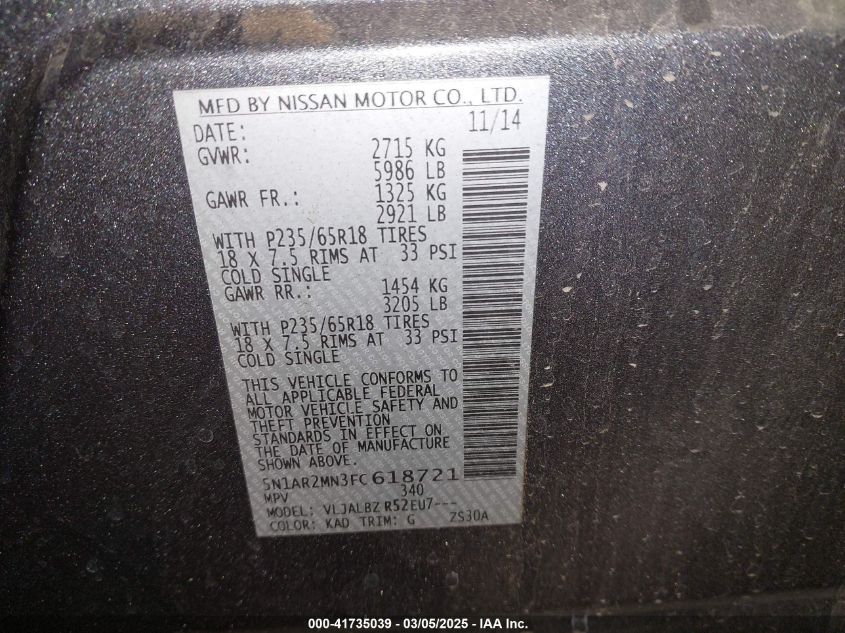 MFD BY NISSAN MOTOR CO., LTD.
DATE: 11/14
GVWR: 2715 KG
5986 LB
GAWR FR.: 1325 KG
2921 LB
WITH P235/65R18 TIRES
18 X 7.5 RIMS AT 33 PSI
COLD SINGLE
GAWR RR.: 1454 KG
3205 LB
WITH P235/65R18 TIRES
18 X 7.5 RIMS AT 33 PSI
COLD SINGLE
THIS VEHICLE CONFORMS TO
ALL APPLICABLE FEDERAL
MOTOR VEHICLE SAFETY AND
THEFT PREVENTION
STANDARDS IN EFFECT ON
THE DATE OF MANUFACTURE
SHOWN ABOVE.
5N1AR2MN3FC618721
MPV 340
MODEL: VLJALBZ R52EU7---
COLOR: KAD TRIM: G ZS30A
000-41735039 - 03/05/2025 - IAA Inc.